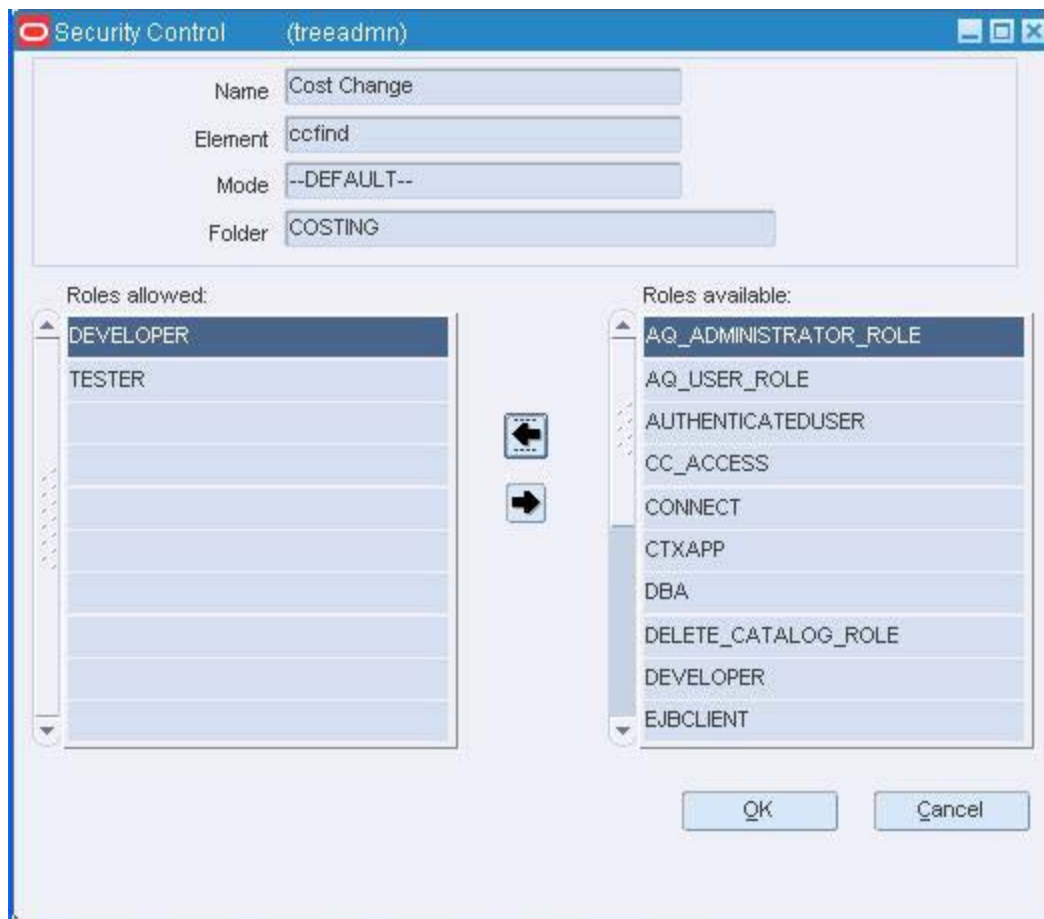 Security Control (treeadmn)
Name Cost Change
Element ccfind
Mode --DEFAULT--
Folder COSTING
Roles allowed:
DEVELOPER
TESTER
Roles available:
AQ_ADMINISTRATOR_ROLE
AQ_USER_ROLE
AUTHENTICATEDUSER
CC_ACCESS
CONNECT
CTXAPP
DBA
DELETE_CATALOG_ROLE
DEVELOPER
EJBCLIENT
OK Cancel